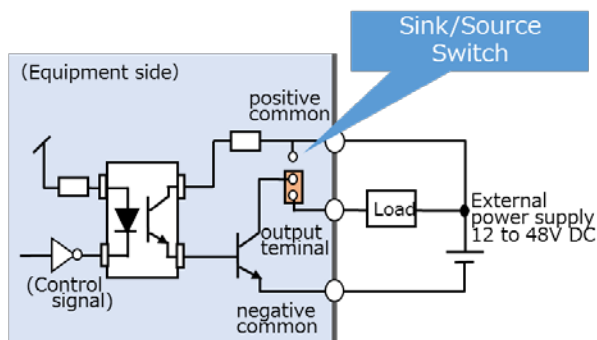 Sink/Source
Switch
(Equipment side)
positive
common
Load
External
power supply
12 to 48V DC
output
teminal
(Control
signal)
negative
common